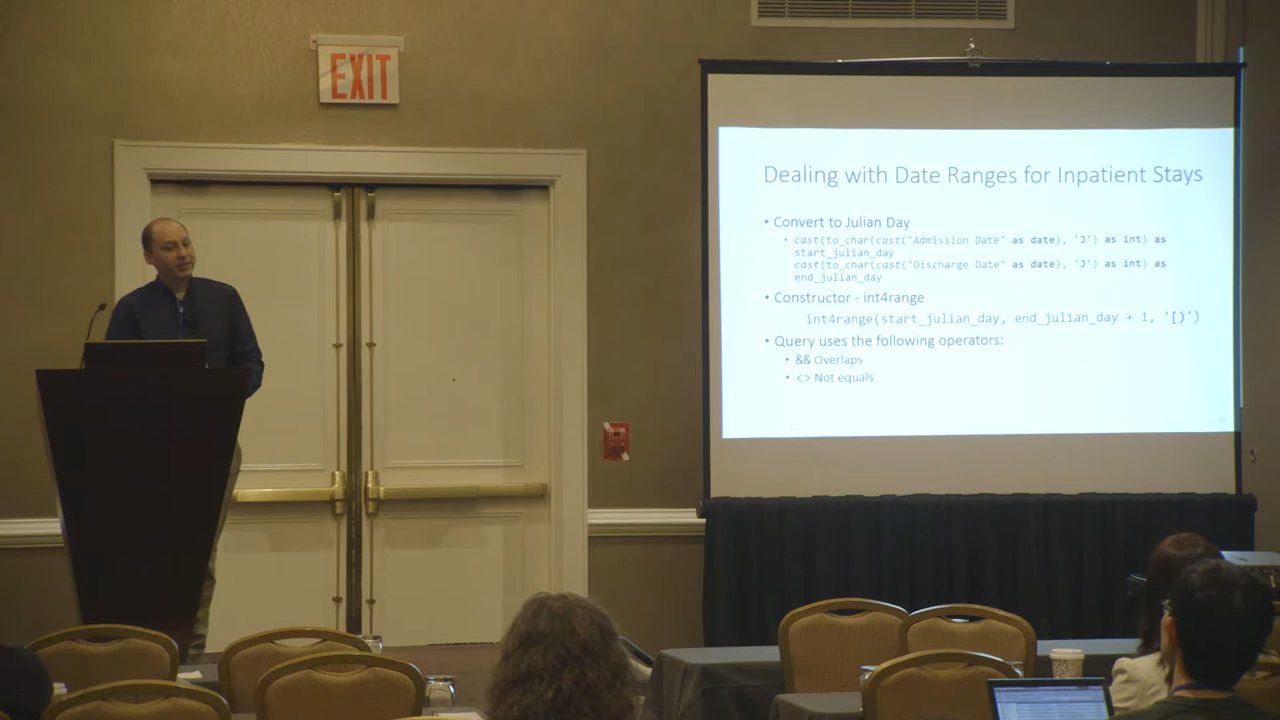 EXIT
Dealing with Date Ranges for Inpatient Stays
• Convert to Julian Day
• cast(to_char(cast("Admission Date" as date), 'J') as int) as
start_julian_day
cast(to_char(cast("Discharge Date" as date), 'J') as int) as
end_julian_day
• Constructor - int4range
int4range(start_julian_day, end_julian_day + 1, '[)')
• Query uses the following operators:
• && Overlaps
• <> Not equals